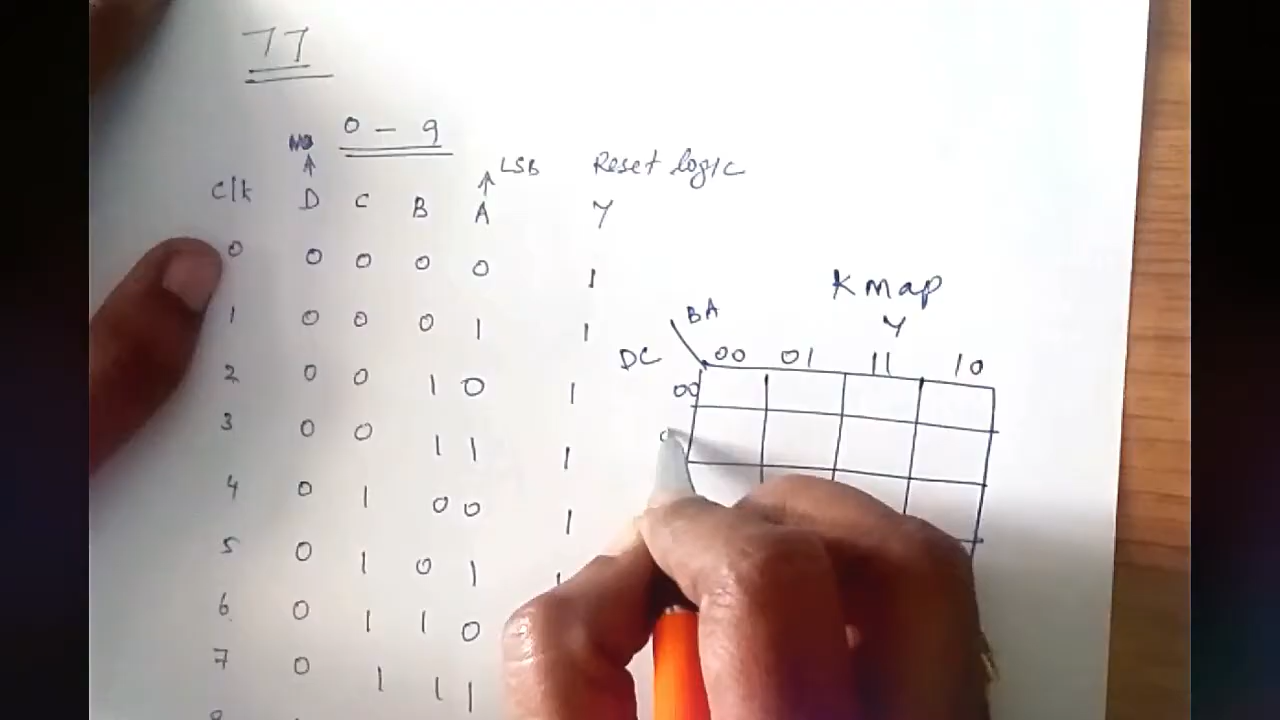 77
0 - 9
LSB Reset logic
Clk D C B A Y
0 0 0 0 0 1
1 0 0 0 1 1
2 0 0 1 0 1
3 0 0 1 1 1
4 0 1 0 0 1
5 0 1 0 1 1
6 0 1 1 0
7 0 1 1 1
K map
Y
BA
DC 00 01 11 10
00